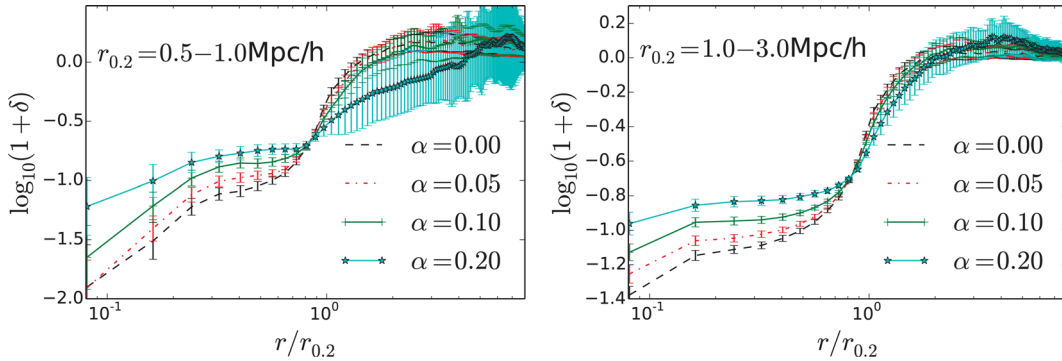 r₀.₂ = 0.5−1.0Mpc/h
log₁₀(1 + δ)
0.0
−0.5
−1.0
−1.5
−2.0
α = 0.00
α = 0.05
α = 0.10
α = 0.20
10⁻¹
10⁰
r/r₀.₂
r₀.₂ = 1.0−3.0Mpc/h
log₁₀(1 + δ)
0.2
0.0
−0.2
−0.4
−0.6
−0.8
−1.0
−1.2
−1.4
α = 0.00
α = 0.05
α = 0.10
α = 0.20
10⁻¹
10⁰
r/r₀.₂